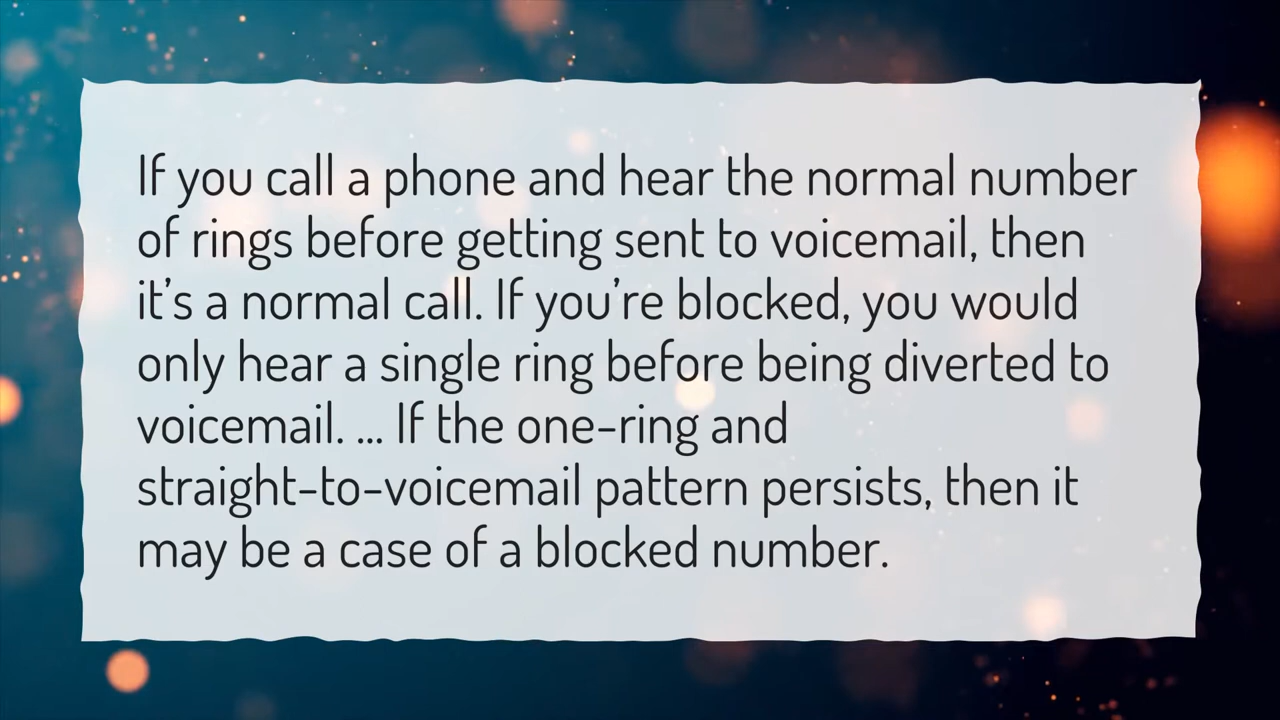 If you call a phone and hear the normal number
of rings before getting sent to voicemail, then
it’s a normal call. If you’re blocked, you would
only hear a single ring before being diverted to
voicemail. ... If the one-ring and
straight-to-voicemail pattern persists, then it
may be a case of a blocked number.